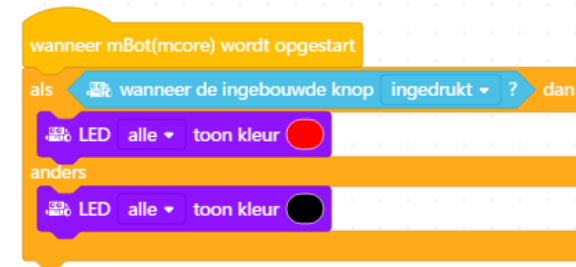 wanneer mBot(mcore) wordt opgestart
als wanneer de ingebouwde knop ingedrukt ? dan
LED alle toon kleur
anders
LED alle toon kleur